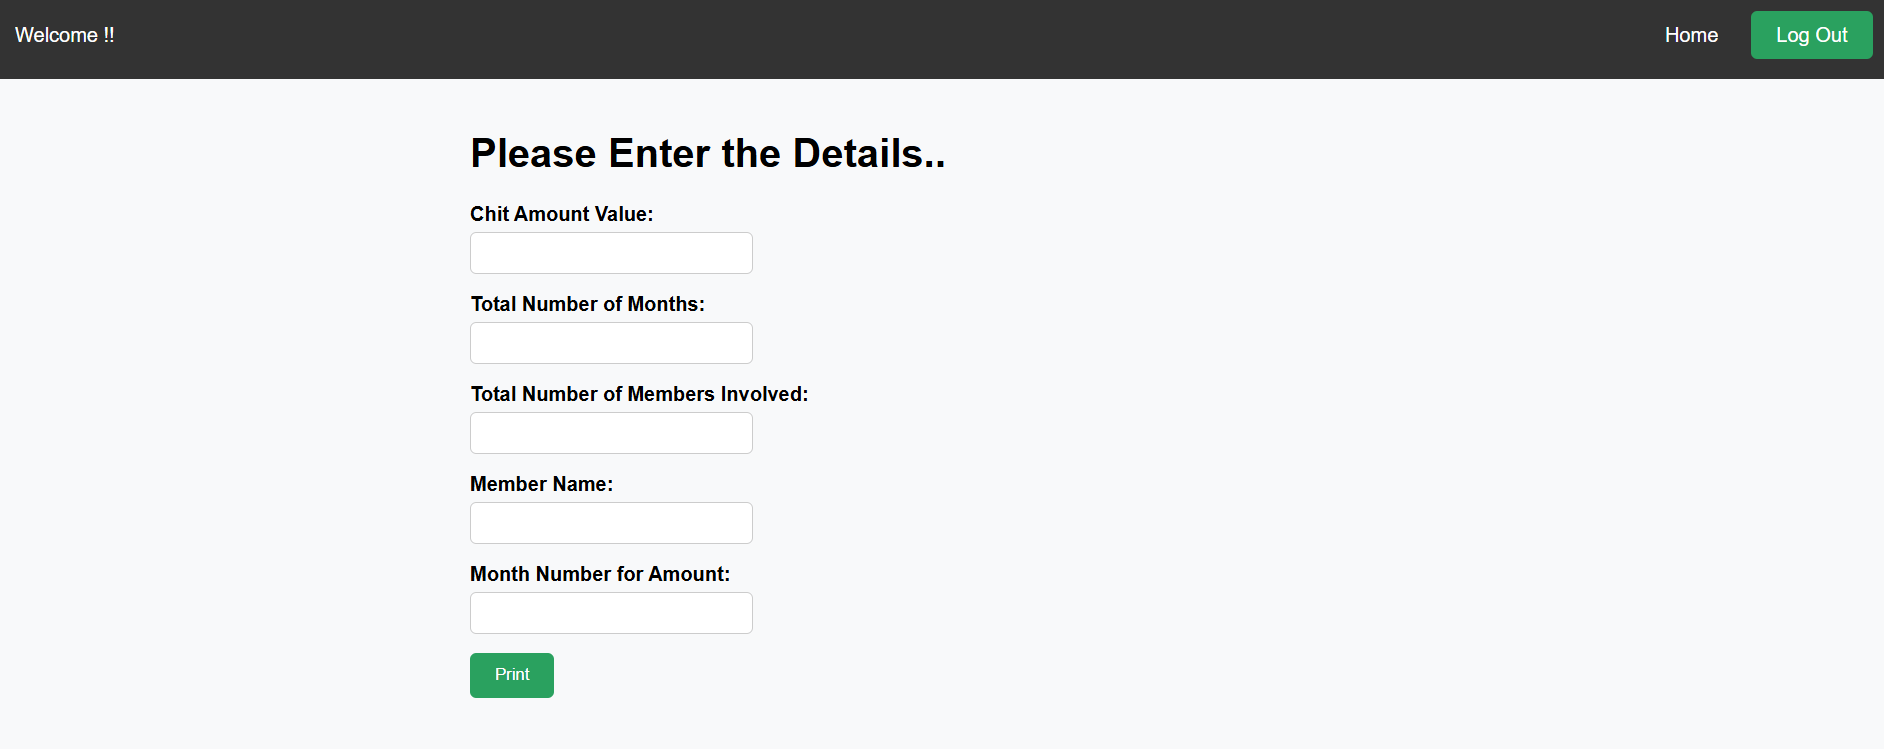 Welcome !!
Home
Log Out
Please Enter the Details..
Chit Amount Value:
Total Number of Months:
Total Number of Members Involved:
Member Name:
Month Number for Amount:
Print